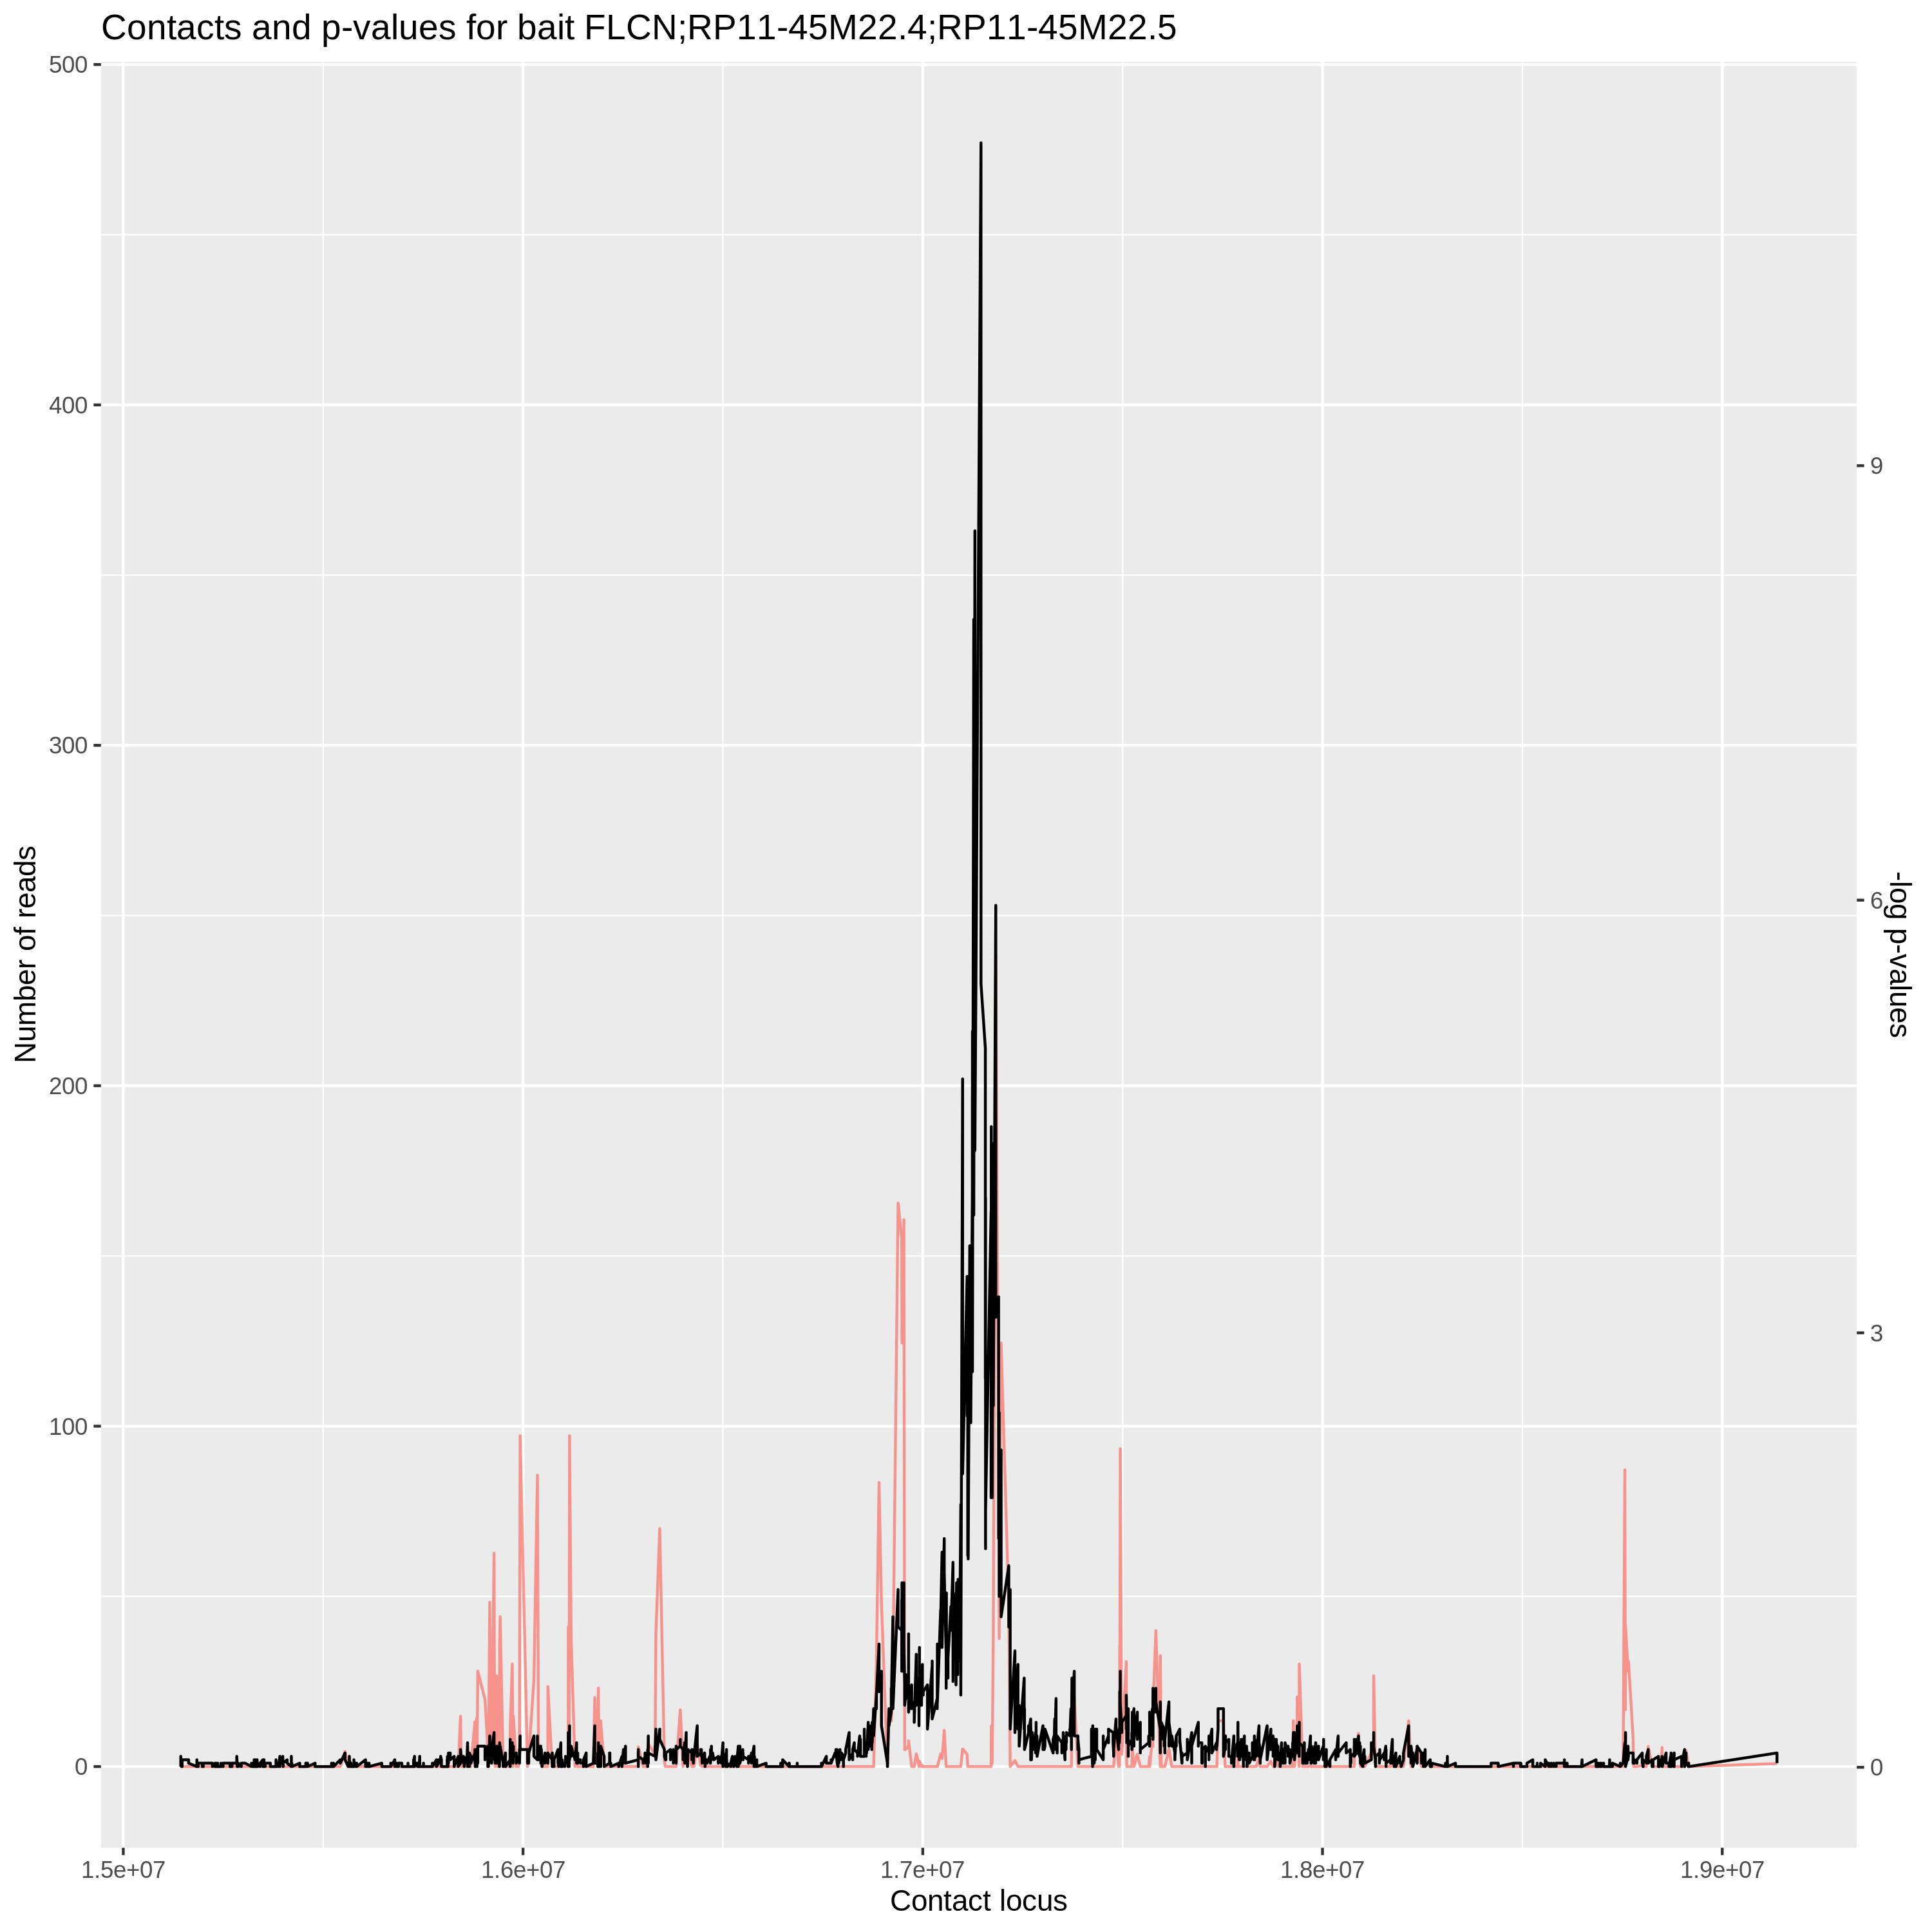 Contacts and p-values for bait FLCN;RP11-45M22.4;RP11-45M22.5
500
400
300
200
100
0
Number of reads
9
6
3
0
-log p-values
1.5e+07
1.6e+07
1.7e+07
1.8e+07
1.9e+07
Contact locus